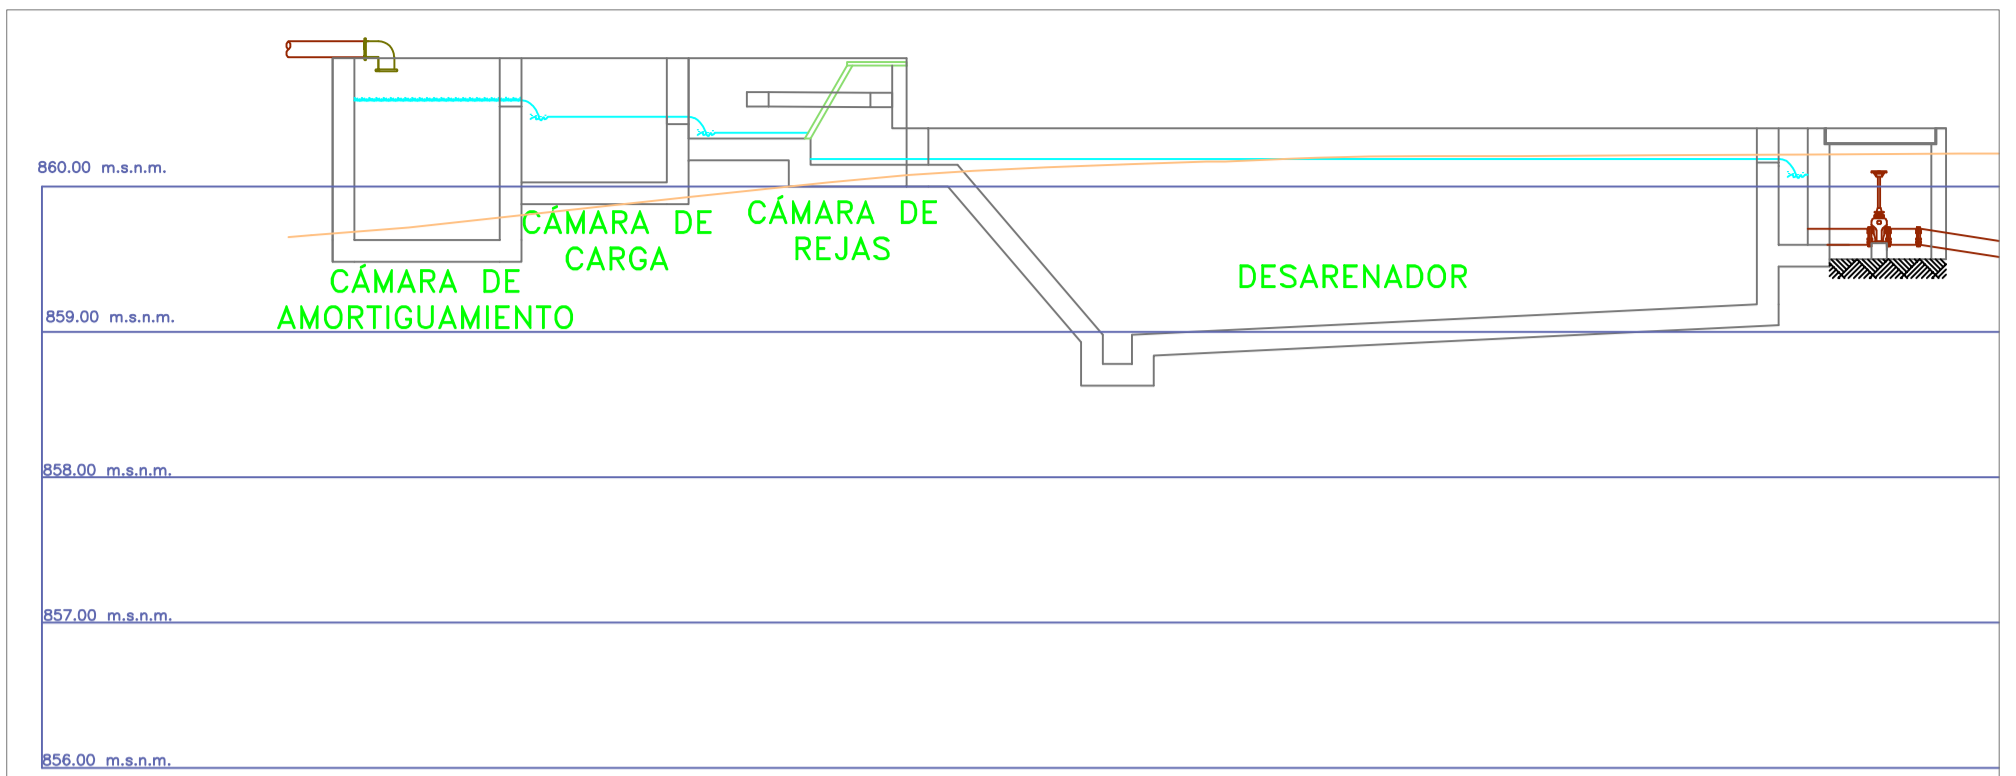 860.00 m.s.n.m.
CÁMARA DE
CARGA
CÁMARA DE
REJAS
CÁMARA DE
AMORTIGUAMIENTO
DESARENADOR
859.00 m.s.n.m.
858.00 m.s.n.m.
857.00 m.s.n.m.
856.00 m.s.n.m.